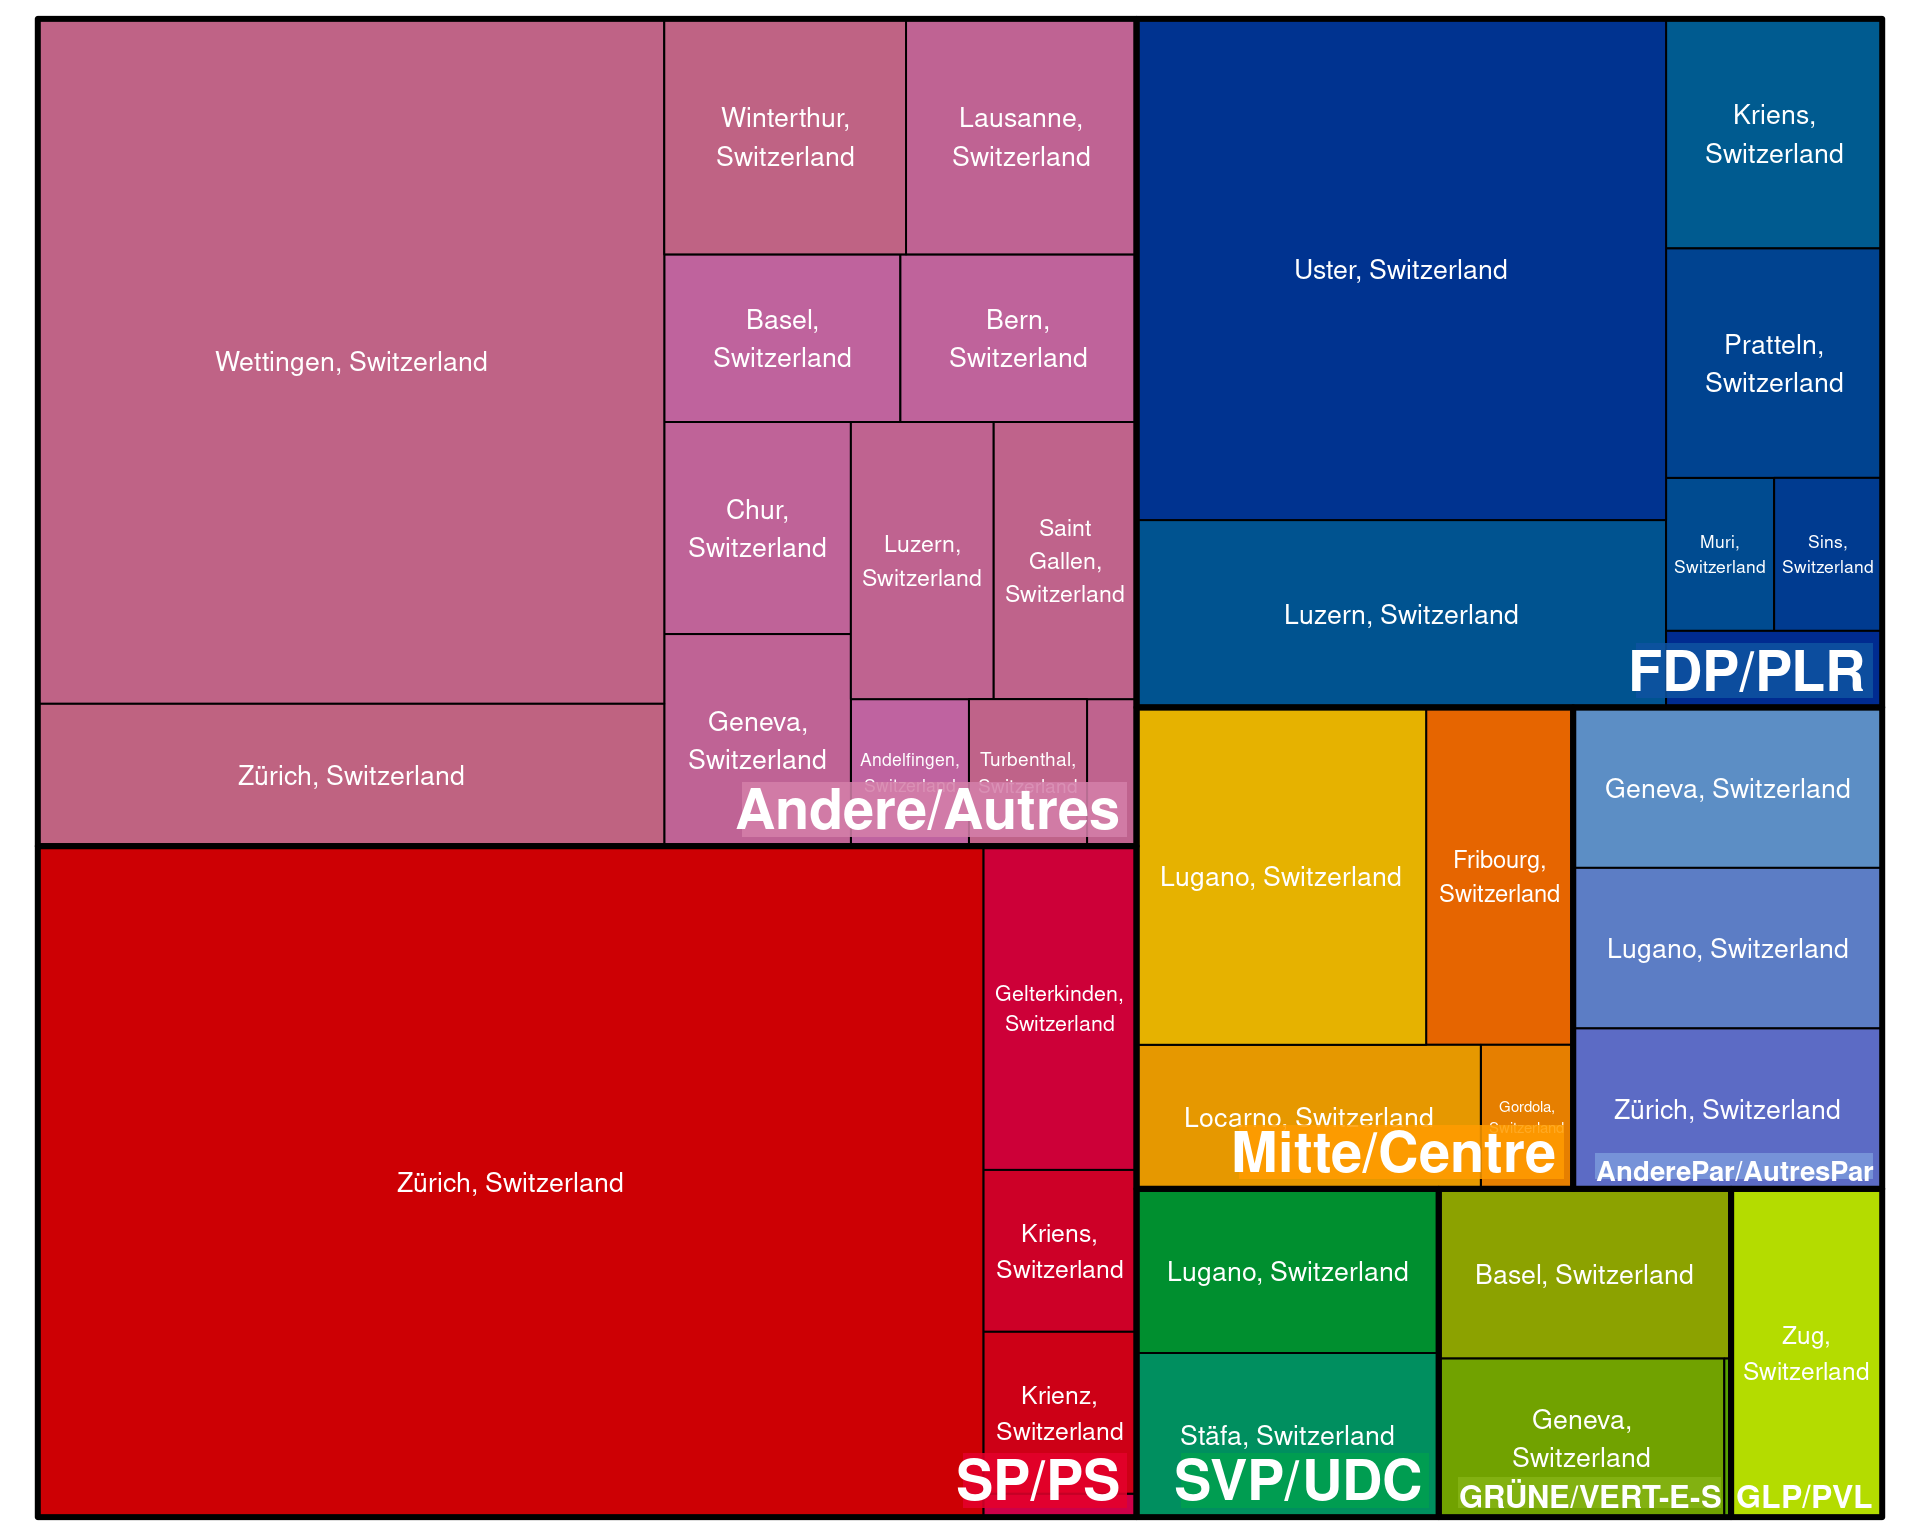 Wettingen, Switzerland
Zürich, Switzerland
Winterthur,
Switzerland
Lausanne,
Switzerland
Basel,
Switzerland
Bern,
Switzerland
Chur,
Switzerland
Luzern,
Switzerland
Saint
Gallen,
Switzerland
Geneva,
Switzerland
Andelfingen,
Switzerland
Turbenthal,
Switzerland
Andere/Autres
Zürich, Switzerland
Gelterkinden,
Switzerland
Kriens,
Switzerland
Krienz,
Switzerland
SP/PS
Uster, Switzerland
Luzern, Switzerland
Kriens,
Switzerland
Pratteln,
Switzerland
Muri,
Switzerland
Sins,
Switzerland
FDP/PLR
Lugano, Switzerland
Fribourg,
Switzerland
Locarno, Switzerland
Gordola,
Switzerland
Mitte/Centre
Geneva, Switzerland
Lugano, Switzerland
Zürich, Switzerland
AnderePar/AutresPar
Lugano, Switzerland
Stäfa, Switzerland
SVP/UDC
Basel, Switzerland
Geneva,
Switzerland
GRÜNE/VERT-E-S
Zug,
Switzerland
GLP/PVL